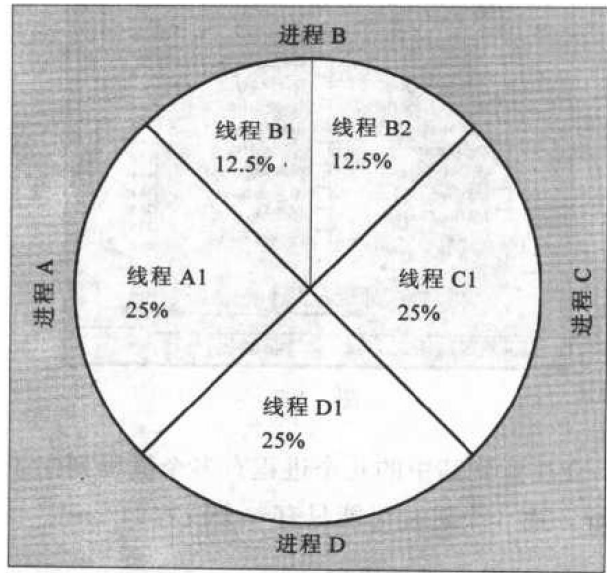 进程 B
线程 B1
12.5%
线程 B2
12.5%
进程 A
线程 A1
25%
线程 C1
25%
进程 C
线程 D1
25%
进程 D